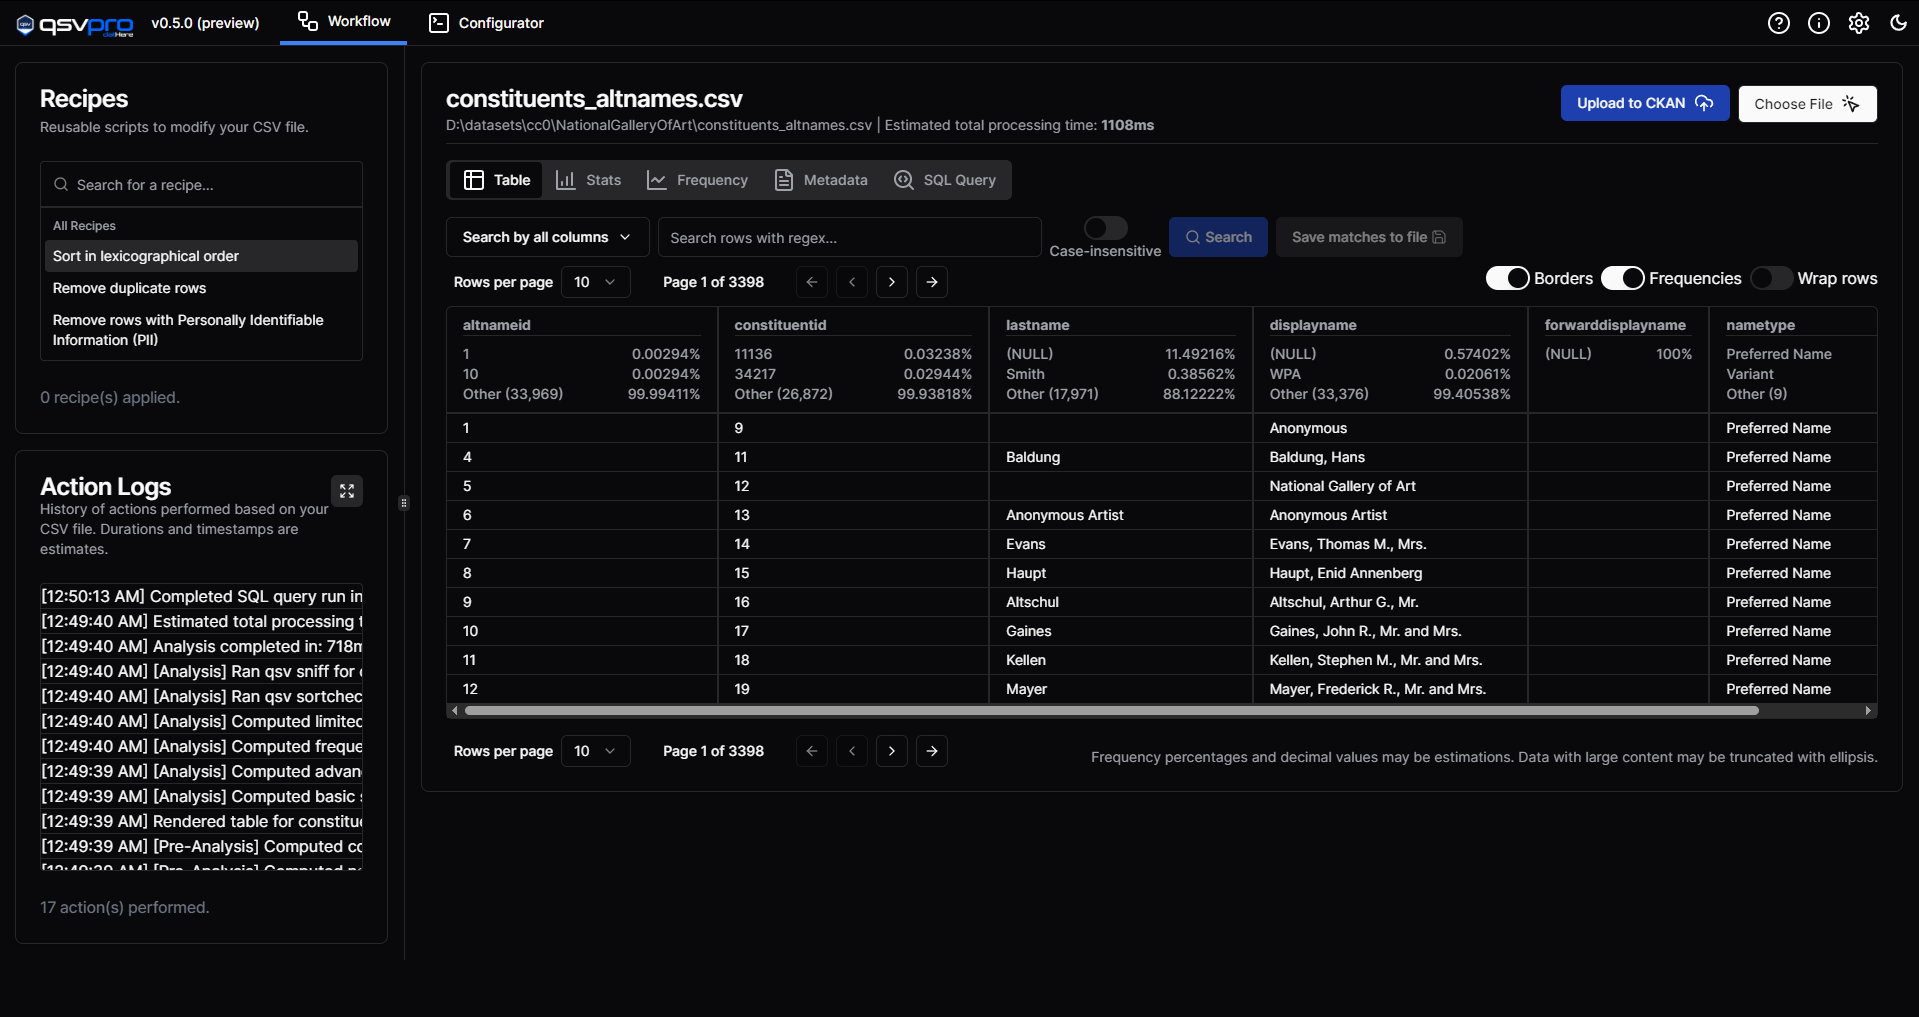 qsvpro
datHere
v0.5.0 (preview)
Workflow
Configurator
Recipes
Reusable scripts to modify your CSV file.
Search for a recipe...
All Recipes
Sort in lexicographical order
Remove duplicate rows
Remove rows with Personally Identifiable
Information (PII)
0 recipe(s) applied.
Action Logs
History of actions performed based on your
CSV file. Durations and timestamps are
estimates.
[12:50:13 AM] Completed SQL query run in
[12:49:40 AM] Estimated total processing t
[12:49:40 AM] Analysis completed in: 718m
[12:49:40 AM] [Analysis] Ran qsv sniff for
[12:49:40 AM] [Analysis] Ran qsv sortchec
[12:49:40 AM] [Analysis] Computed limited
[12:49:40 AM] [Analysis] Computed freque
[12:49:39 AM] [Analysis] Computed advan
[12:49:39 AM] [Analysis] Computed basic s
[12:49:39 AM] Rendered table for constitue
[12:49:39 AM] [Pre-Analysis] Computed co
[12:49:39 AM] [Pre-Analysis] Computed
17 action(s) performed.
constituents_altnames.csv
D:\datasets\cc0\NationalGalleryOfArt\constituents_altnames.csv | Estimated total processing time: 1108ms
Upload to CKAN
Choose File
Table Stats Frequency Metadata SQL Query
Search by all columns Search rows with regex... Case-insensitive Search Save matches to file
Rows per page 10 Page 1 of 3398 Borders Frequencies Wrap rows
altnameid constituentid lastname displayname forwarddisplayname nametype
1 0.00294% 11136 0.03238% (NULL) 11.49216% (NULL) 0.57402% (NULL) 100% Preferred Name
10 0.00294% 34217 0.02944% Smith 0.38562% WPA 0.02061% Variant
Other (33,969) 99.99411% Other (26,872) 99.93818% Other (17,971) 88.12222% Other (33,376) 99.40538% Other (9)
1 9 Anonymous Preferred Name
4 11 Baldung Baldung, Hans Preferred Name
5 12 National Gallery of Art Preferred Name
6 13 Anonymous Artist Anonymous Artist Preferred Name
7 14 Evans Evans, Thomas M., Mrs. Preferred Name
8 15 Haupt Haupt, Enid Annenberg Preferred Name
9 16 Altschul Altschul, Arthur G., Mr. Preferred Name
10 17 Gaines Gaines, John R., Mr. and Mrs. Preferred Name
11 18 Kellen Kellen, Stephen M., Mr. and Mrs. Preferred Name
12 19 Mayer Mayer, Frederick R., Mr. and Mrs. Preferred Name
Rows per page 10 Page 1 of 3398
Frequency percentages and decimal values may be estimations. Data with large content may be truncated with ellipsis.